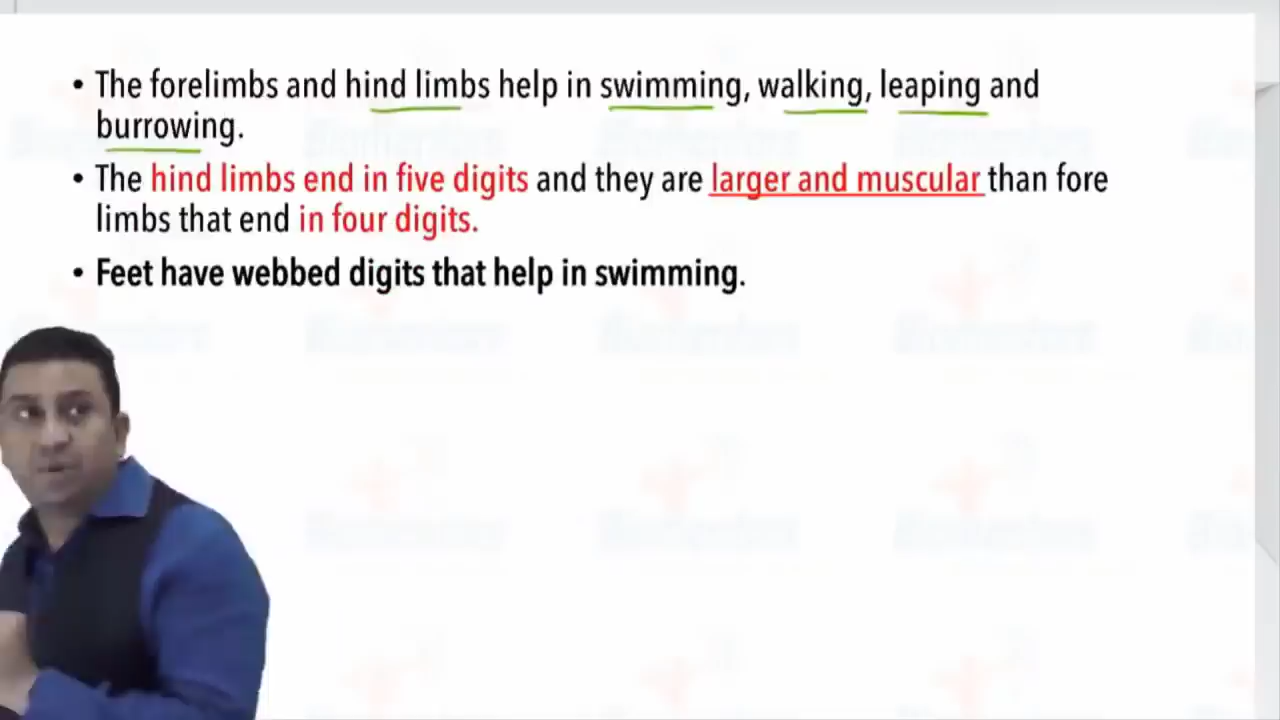 • The forelimbs and hind limbs help in swimming, walking, leaping and
burrowing.
• The hind limbs end in five digits and they are larger and muscular than fore
limbs that end in four digits.
• Feet have webbed digits that help in swimming.